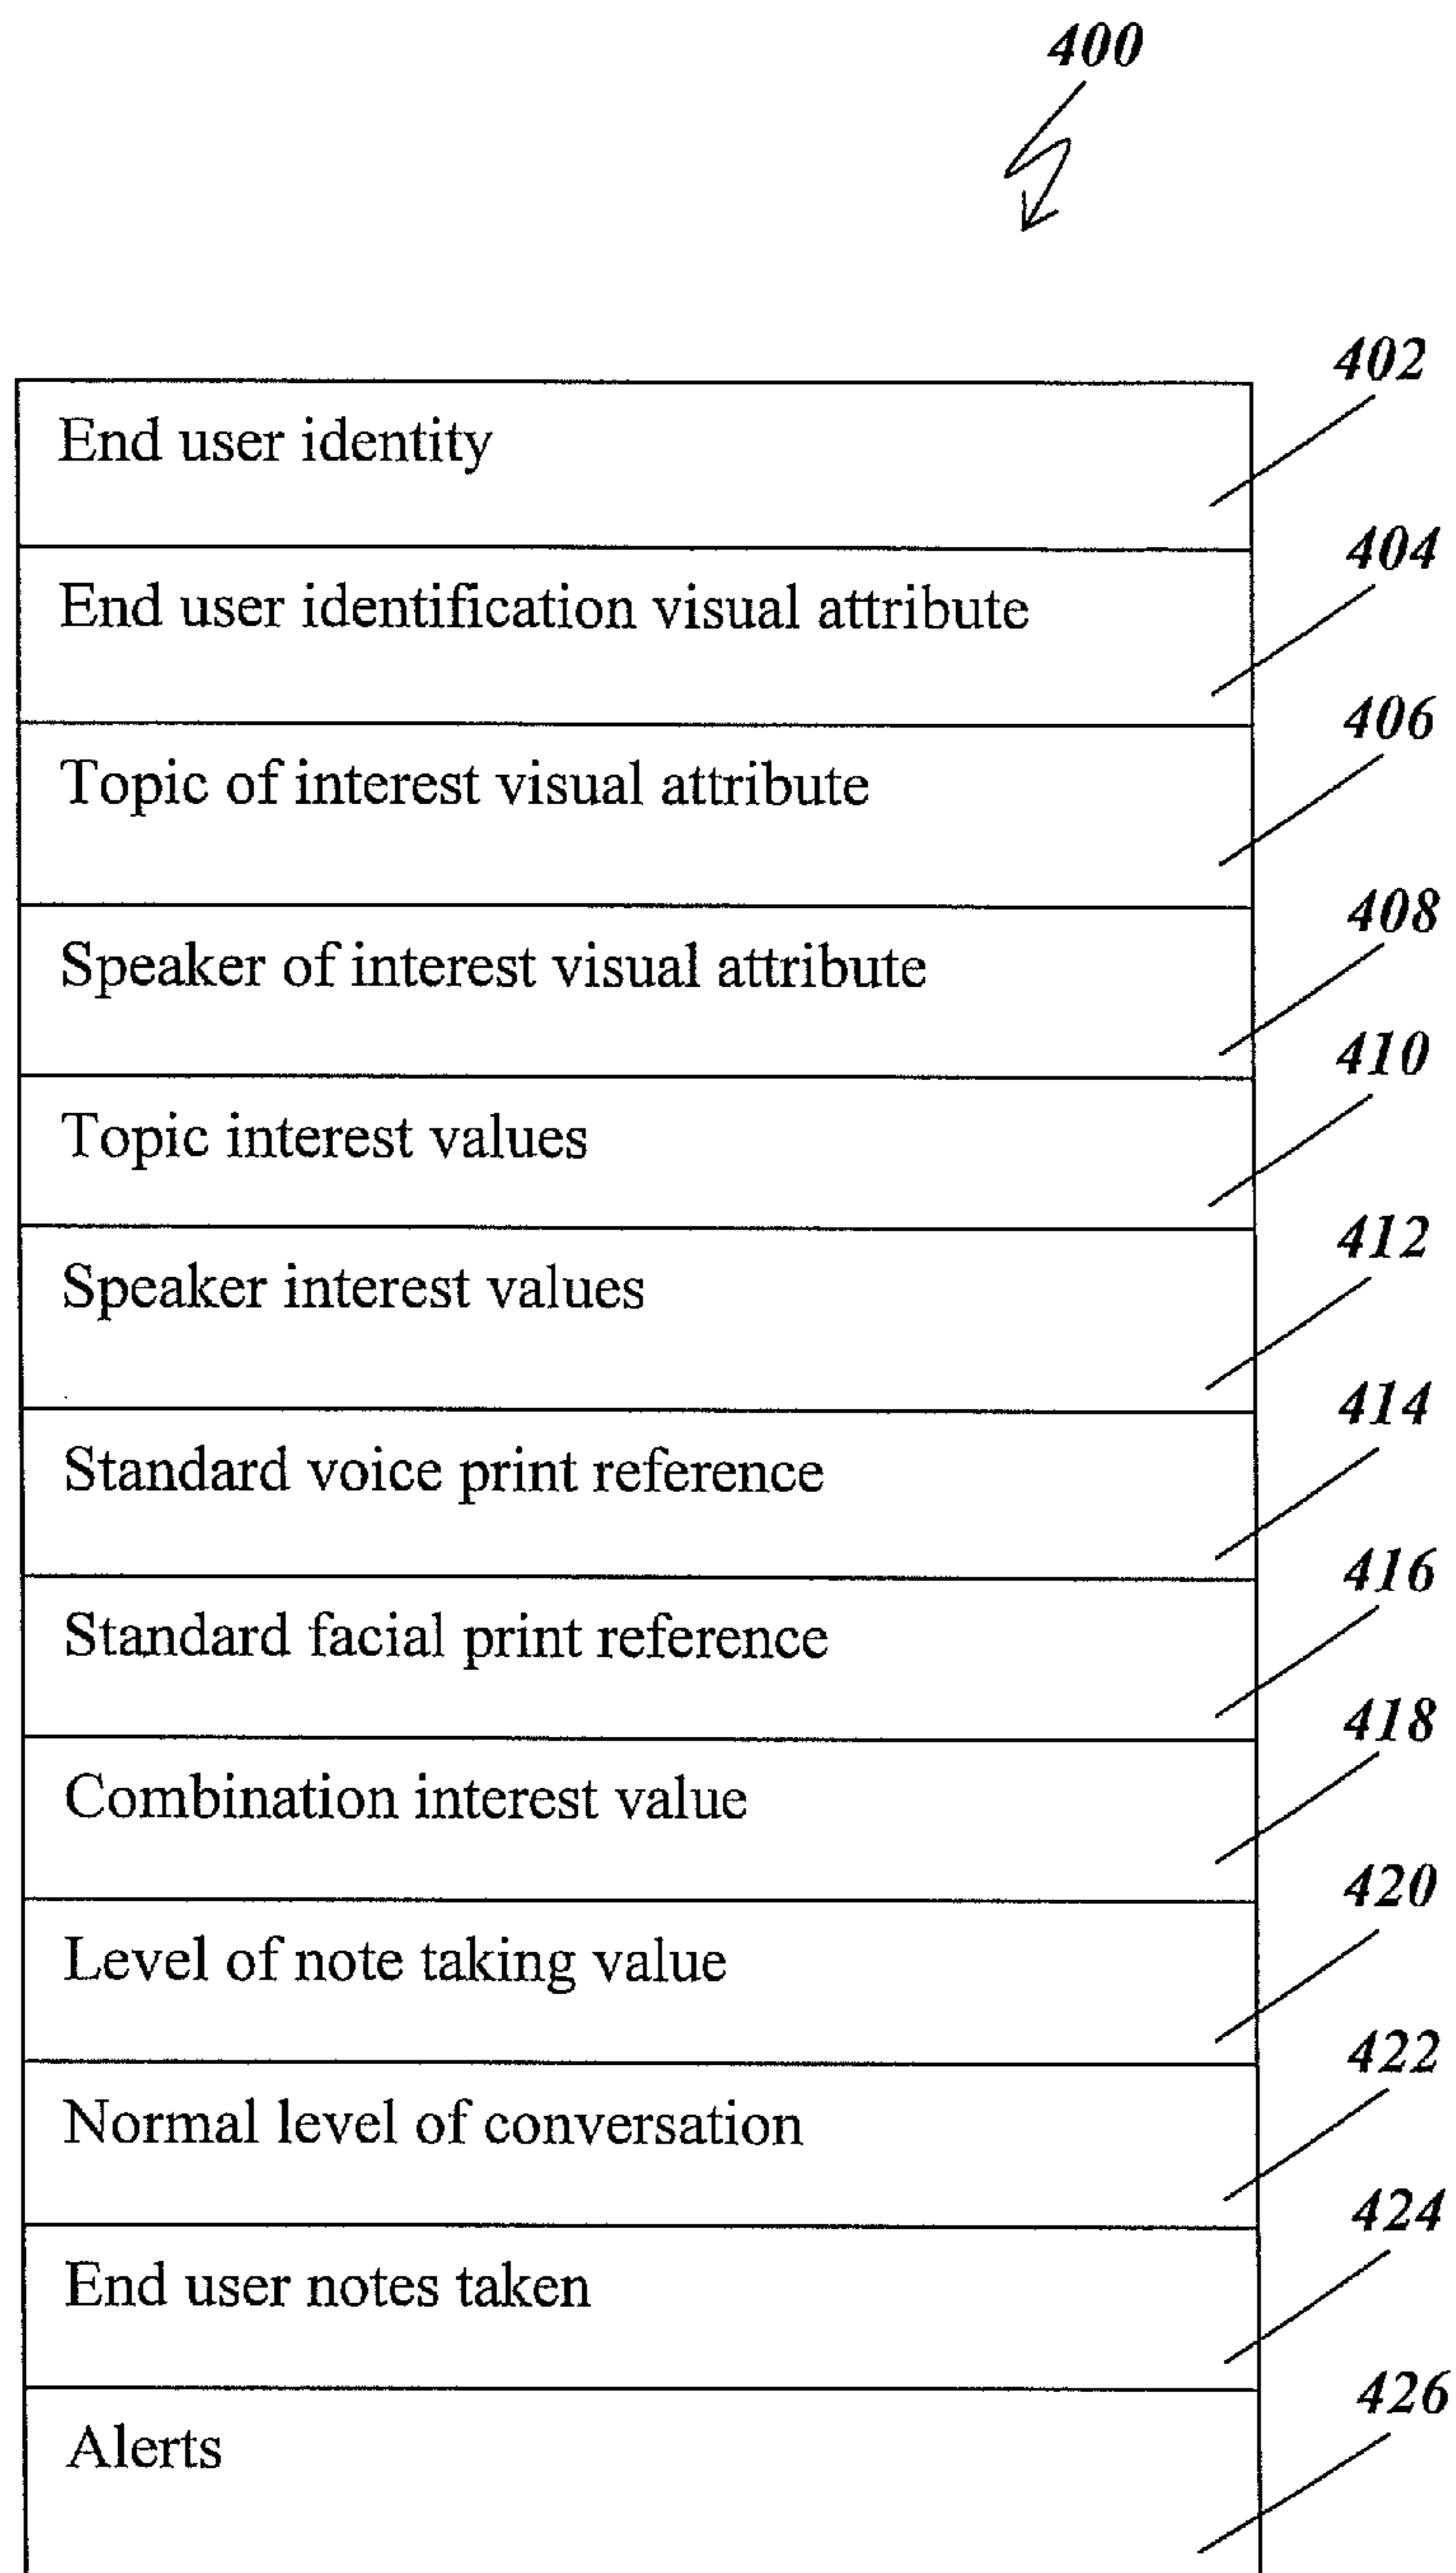 400
402
End user identity
404
End user identification visual attribute
406
Topic of interest visual attribute
408
Speaker of interest visual attribute
410
Topic interest values
412
Speaker interest values
414
Standard voice print reference
416
Standard facial print reference
418
Combination interest value
420
Level of note taking value
422
Normal level of conversation
424
End user notes taken
426
Alerts